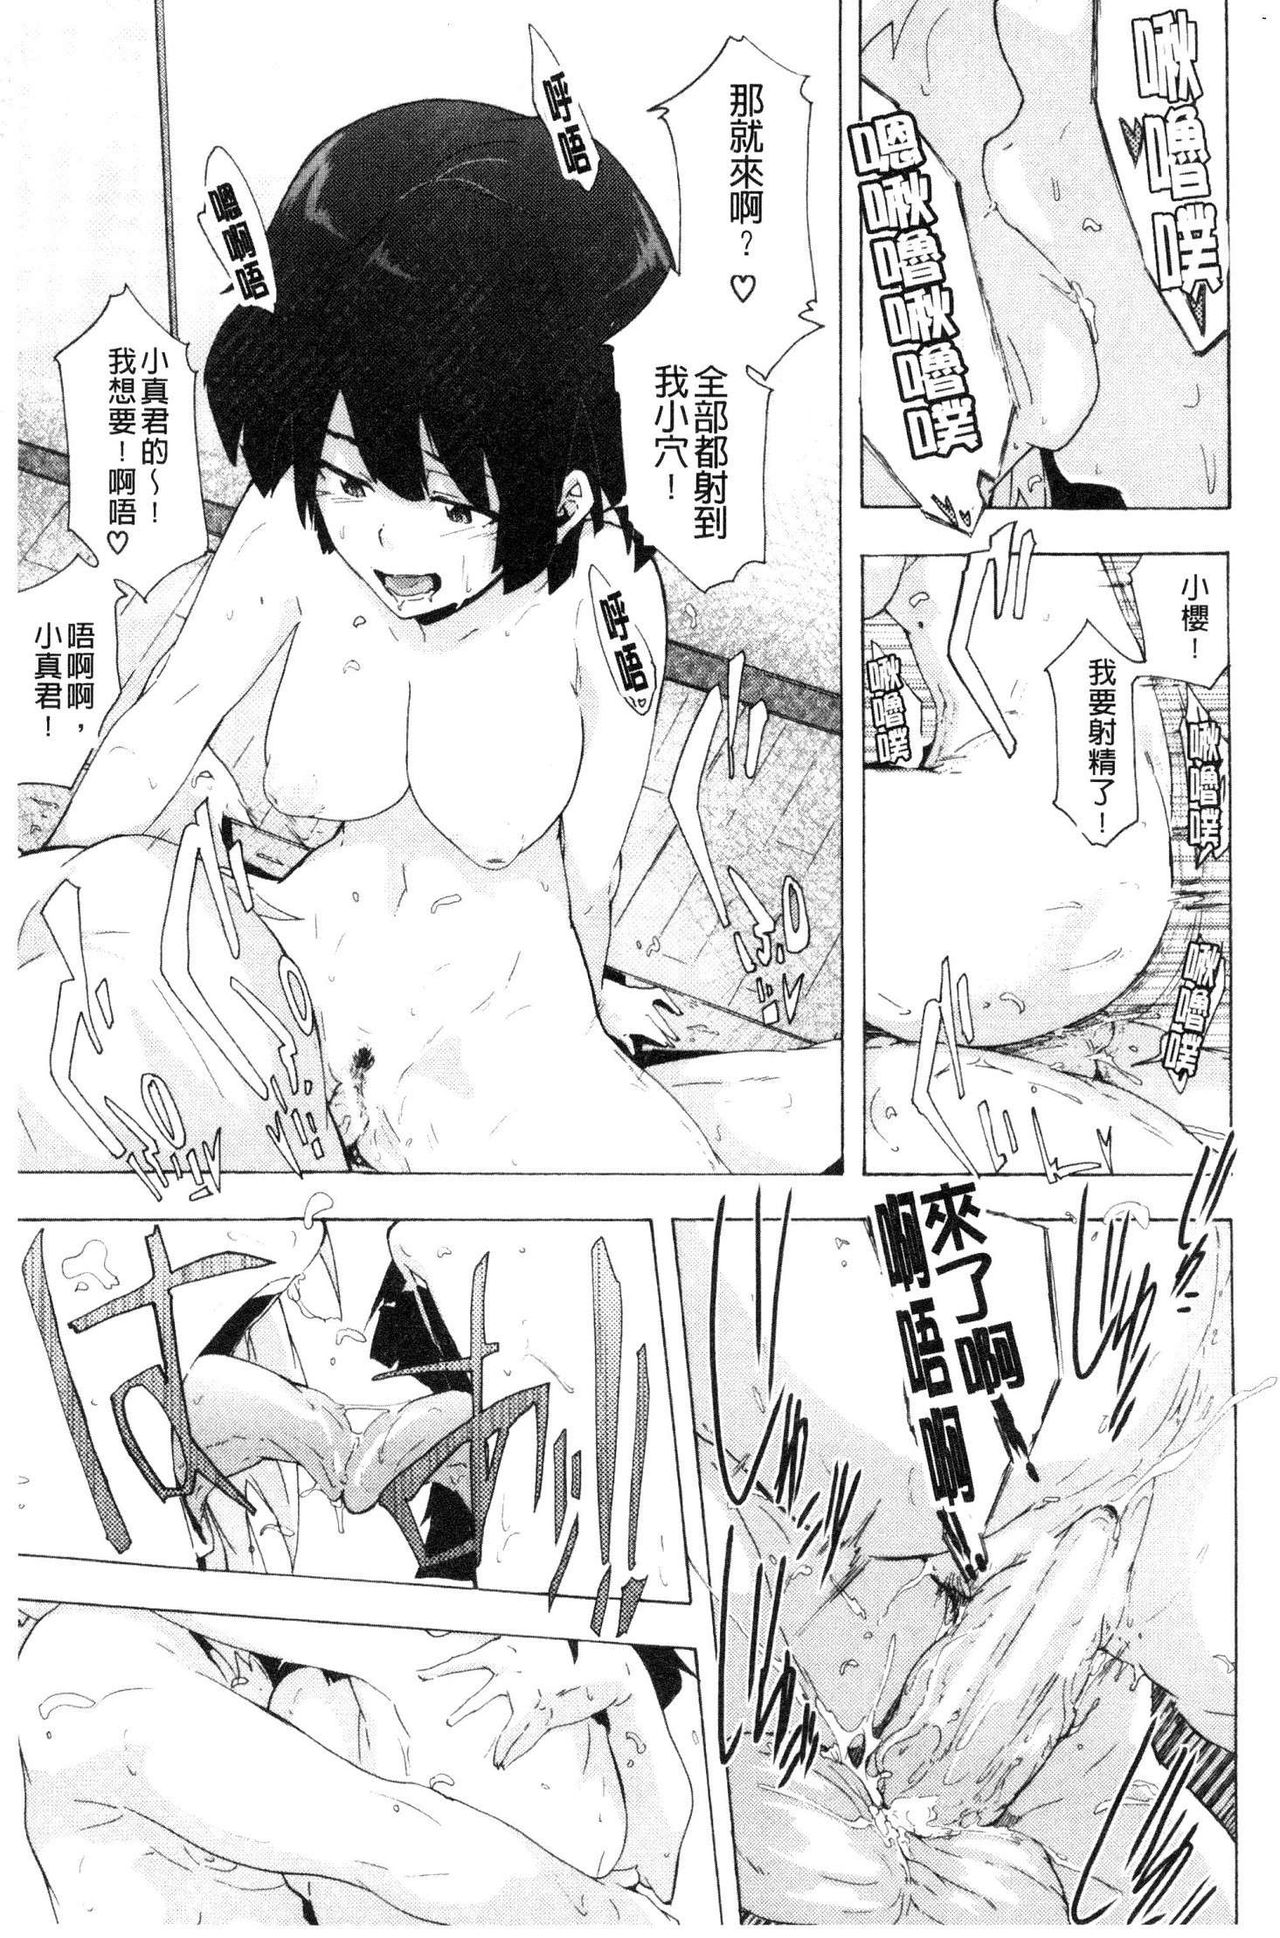 啾嚕噗
嗯啾嚕啾嚕噗
小櫻！
我要射精了！
啾嚕噗
啾嚕噗
啾嚕噗
那就來啊？♡
全部都射到
我小穴！
呼唔
呼唔
小真君的～！
我想要！啊唔♡
唔啊啊，
小真君！
來了啊
啊唔啊